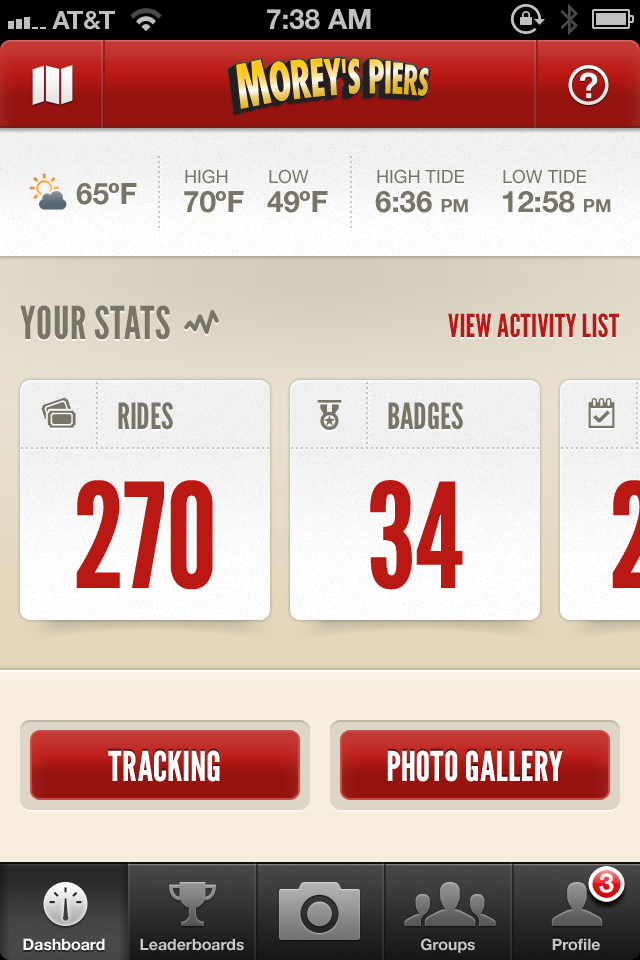 AT&T 7:38 AM
MOREY'S PIERS ?
65ºF HIGH 70ºF LOW 49ºF HIGH TIDE 6:36 PM LOW TIDE 12:58 PM
YOUR STATS VIEW ACTIVITY LIST
RIDES BADGES
270 34 2
TRACKING PHOTO GALLERY
3
Dashboard Leaderboards Groups Profile